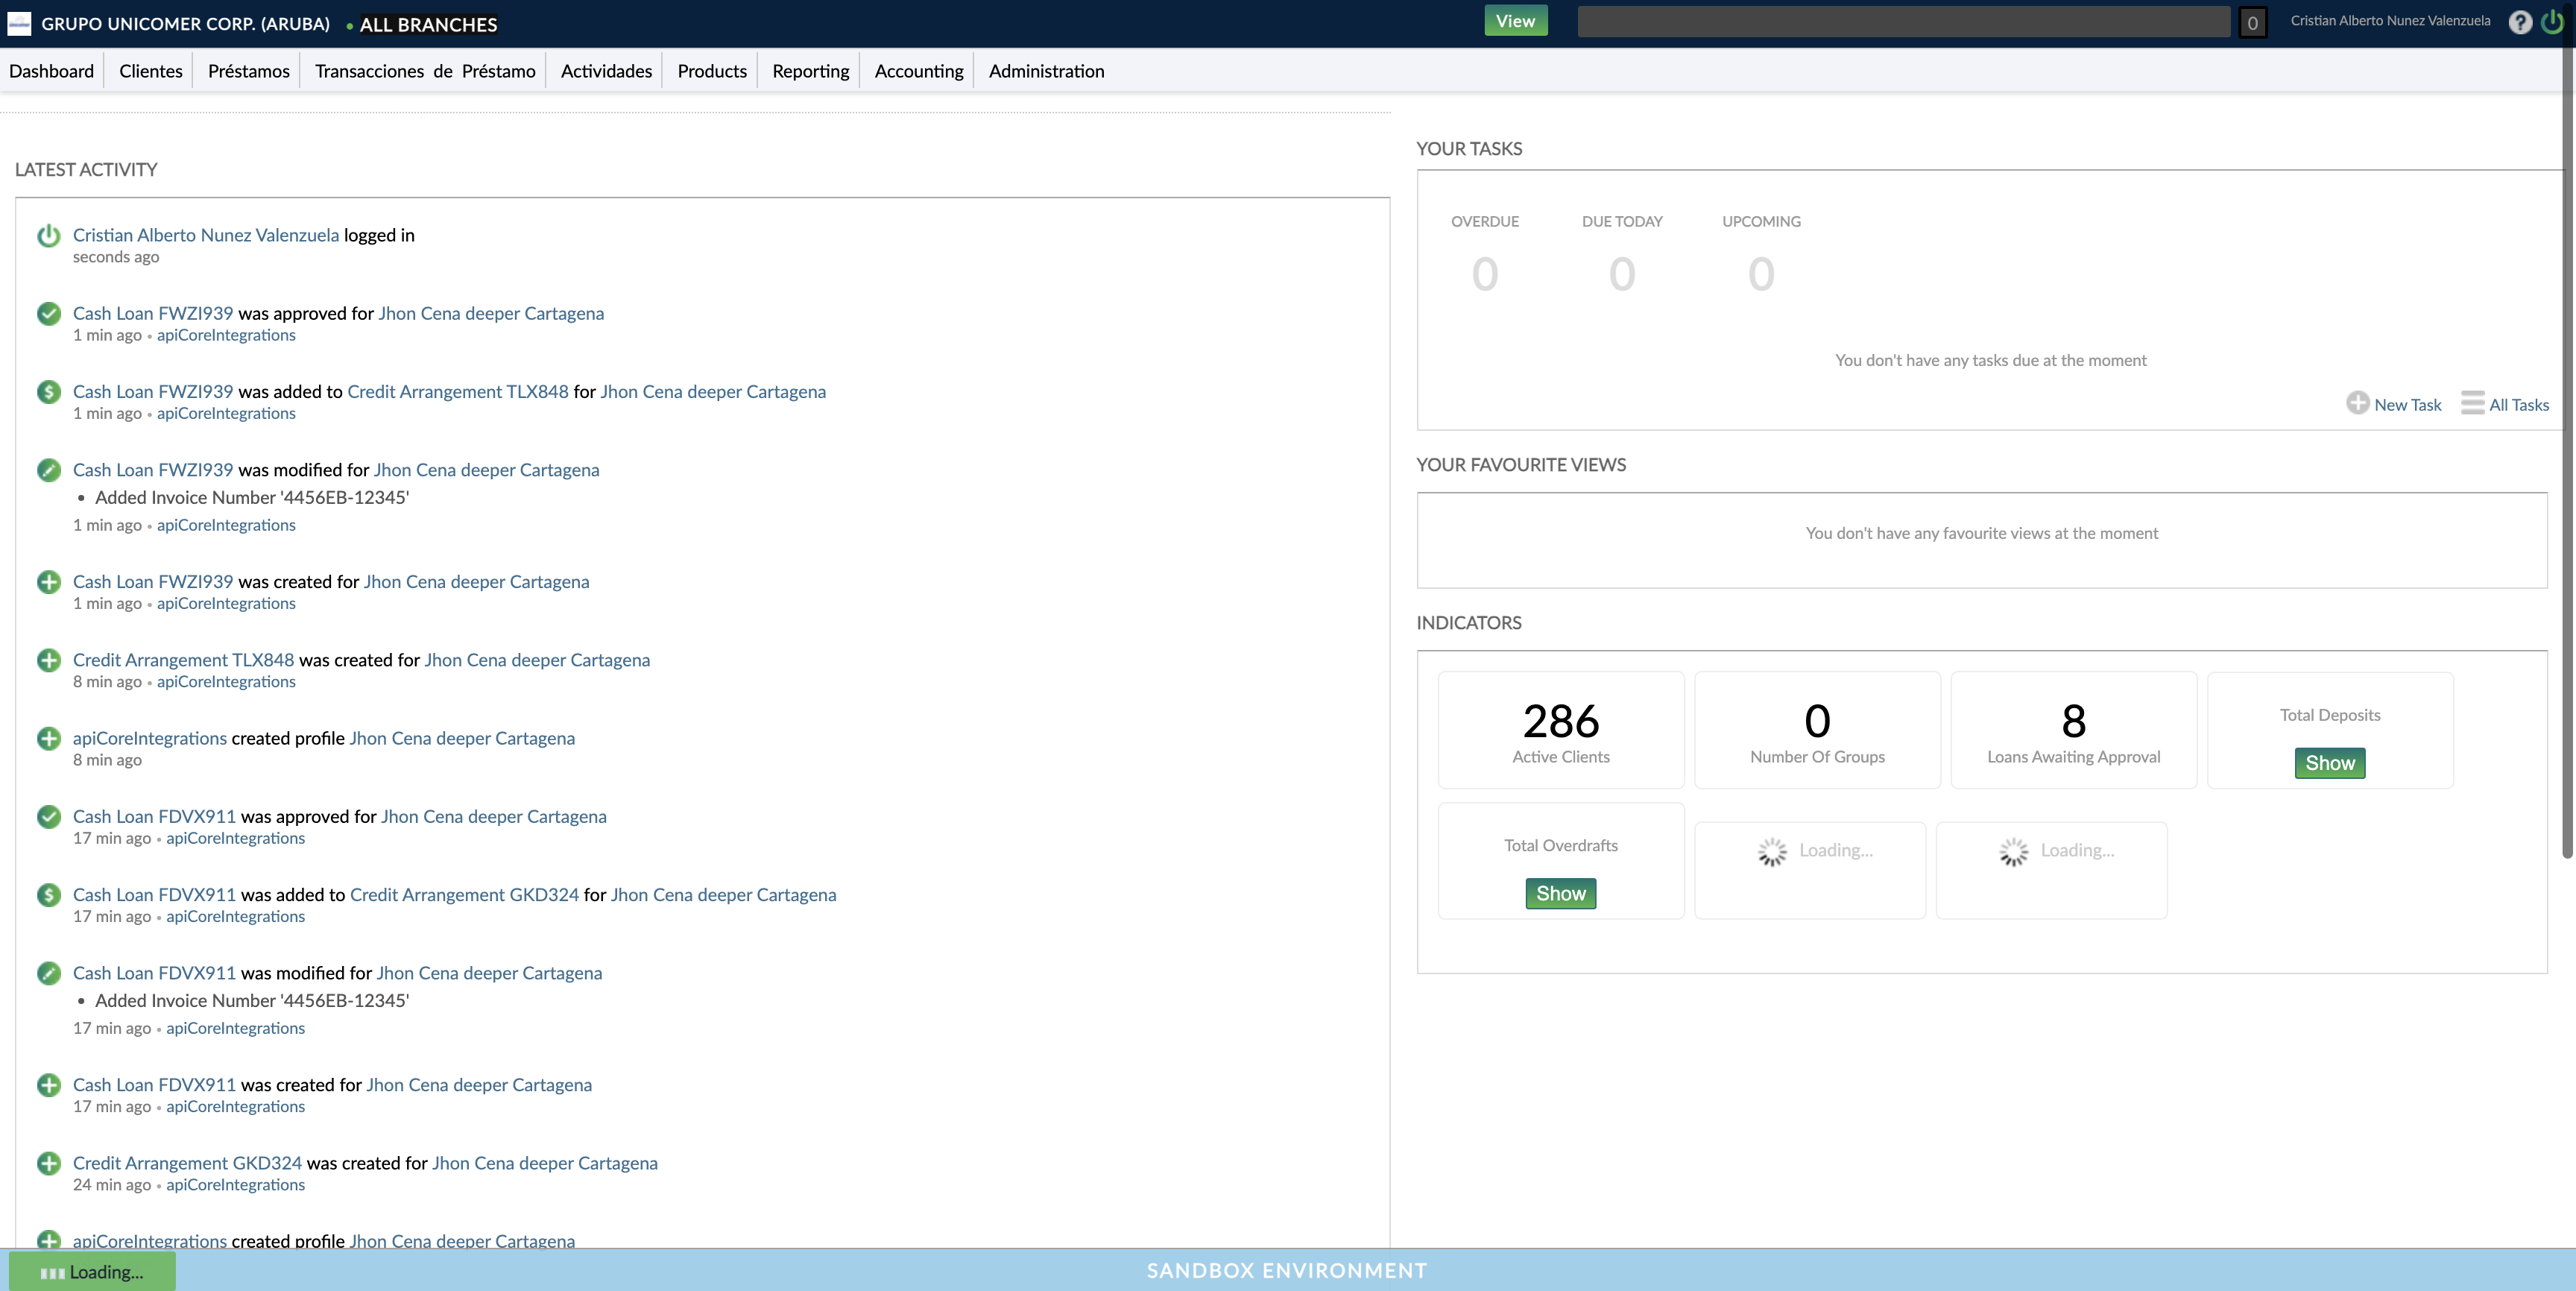 GRUPO UNICOMER CORP. (ARUBA) • ALL BRANCHES
View
0
Cristian Alberto Nunez Valenzuela
?
Dashboard
Clientes
Préstamos
Transacciones de Préstamo
Actividades
Products
Reporting
Accounting
Administration
LATEST ACTIVITY
Cristian Alberto Nunez Valenzuela logged in
seconds ago
Cash Loan FWZI939 was approved for Jhon Cena deeper Cartagena
1 min ago • apiCoreIntegrations
Cash Loan FWZI939 was added to Credit Arrangement TLX848 for Jhon Cena deeper Cartagena
1 min ago • apiCoreIntegrations
Cash Loan FWZI939 was modified for Jhon Cena deeper Cartagena
• Added Invoice Number '4456EB-12345'
1 min ago • apiCoreIntegrations
Cash Loan FWZI939 was created for Jhon Cena deeper Cartagena
1 min ago • apiCoreIntegrations
Credit Arrangement TLX848 was created for Jhon Cena deeper Cartagena
8 min ago • apiCoreIntegrations
apiCoreIntegrations created profile Jhon Cena deeper Cartagena
8 min ago
Cash Loan FDVX911 was approved for Jhon Cena deeper Cartagena
17 min ago • apiCoreIntegrations
Cash Loan FDVX911 was added to Credit Arrangement GKD324 for Jhon Cena deeper Cartagena
17 min ago • apiCoreIntegrations
Cash Loan FDVX911 was modified for Jhon Cena deeper Cartagena
• Added Invoice Number '4456EB-12345'
17 min ago • apiCoreIntegrations
Cash Loan FDVX911 was created for Jhon Cena deeper Cartagena
17 min ago • apiCoreIntegrations
Credit Arrangement GKD324 was created for Jhon Cena deeper Cartagena
24 min ago • apiCoreIntegrations
apiCoreIntegrations created profile Jhon Cena deeper Cartagena
YOUR TASKS
OVERDUE
DUE TODAY
UPCOMING
0
0
0
You don't have any tasks due at the moment
New Task
All Tasks
YOUR FAVOURITE VIEWS
You don't have any favourite views at the moment
INDICATORS
286
Active Clients
0
Number Of Groups
8
Loans Awaiting Approval
Total Deposits
Show
Total Overdrafts
Show
Loading...
Loading...
Loading...
SANDBOX ENVIRONMENT